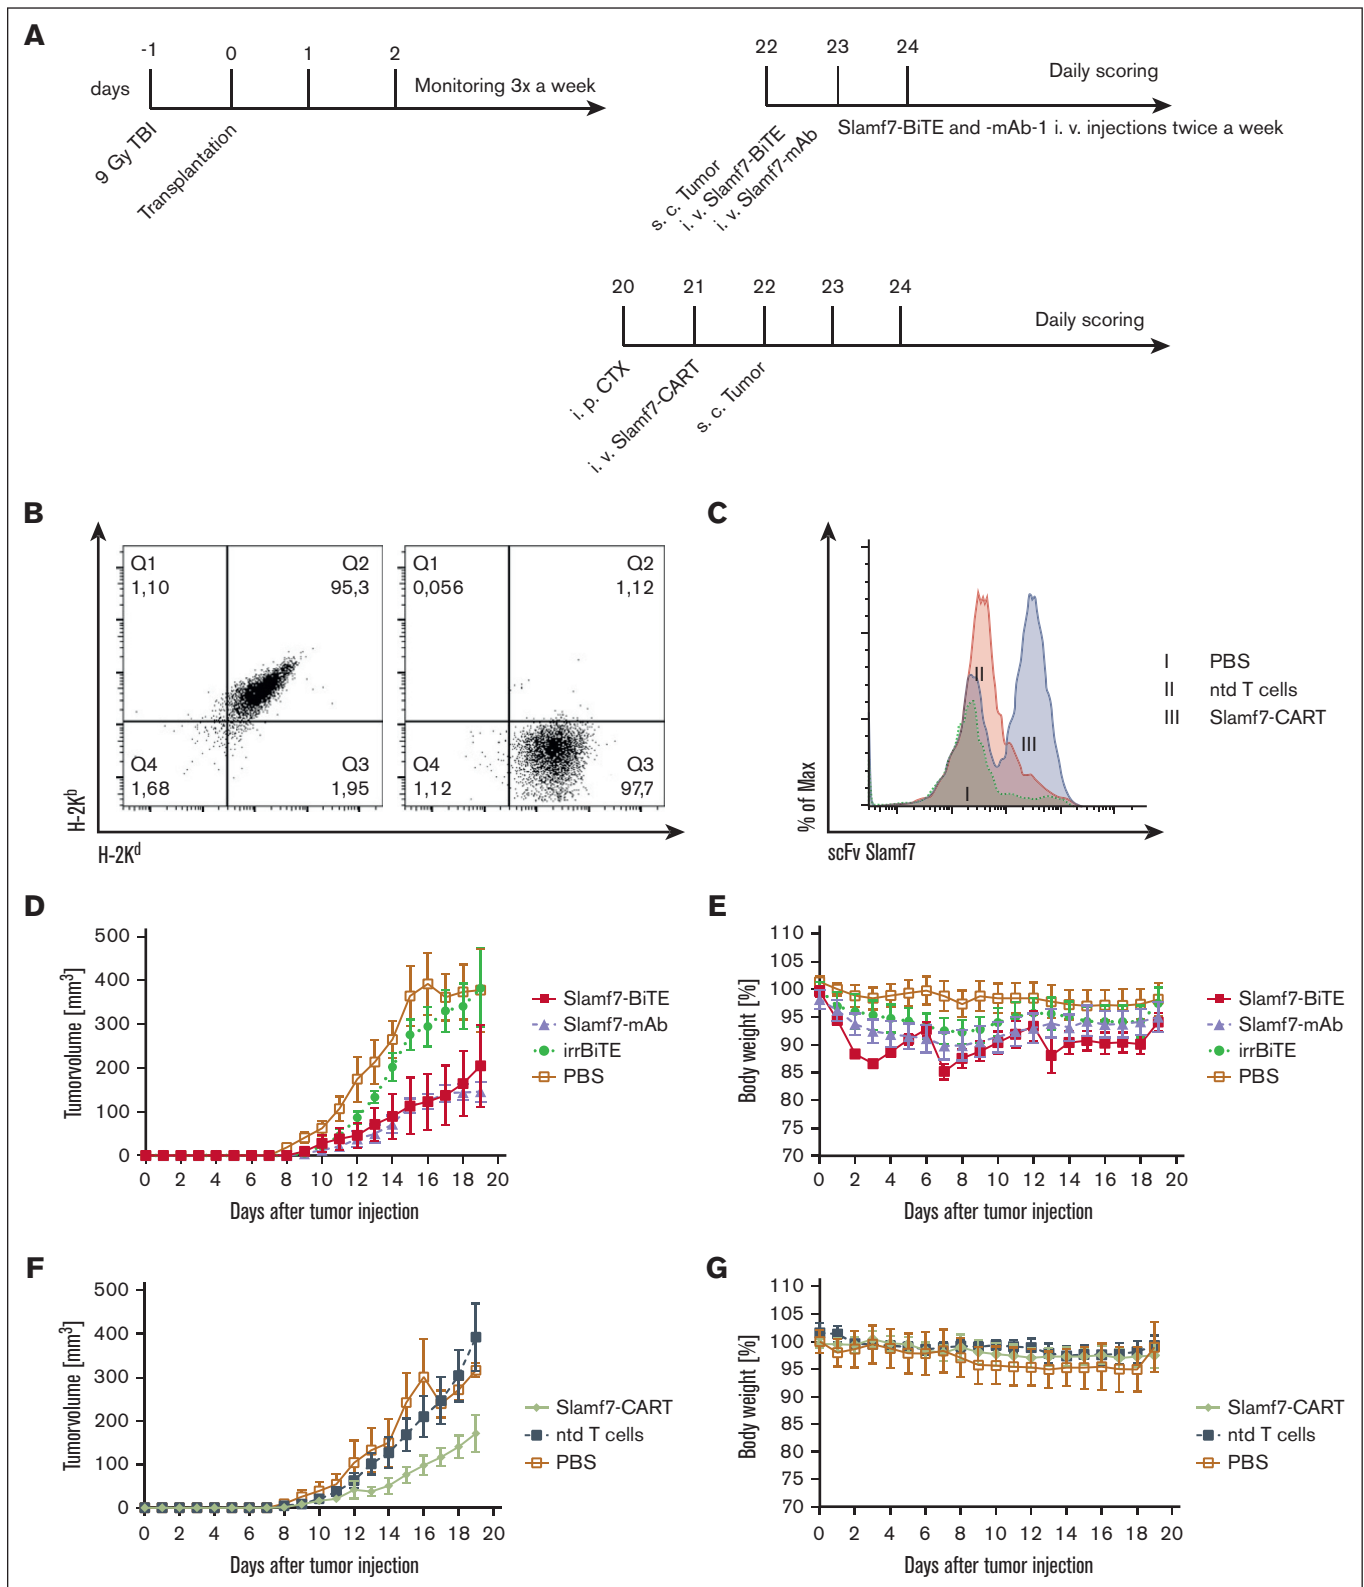 A
days
-1
0
1
2
Monitoring 3x a week
9 Gy TBI
Transplantation
22
23
24
Daily scoring
Slamf7-BiTE and -mAb-1 i. v. injections twice a week
s. c. Tumor
i. v. Slamf7-BiTE
i. v. Slamf7-mAb
20
21
22
23
24
Daily scoring
i. p. CTX
i. v. Slamf7-CART
s. c. Tumor
B
Q1
1,10
Q2
95,3
Q4
1,68
Q3
1,95
Q1
0,056
Q2
1,12
Q4
1,12
Q3
97,7
H-2Kb
H-2Kd
C
II
III
I
% of Max
scFv Slamf7
I PBS
II ntd T cells
III Slamf7-CART
D
Tumorvolume [mm3]
500
400
300
200
100
0
0 2 4 6 8 10 12 14 16 18 20
Days after tumor injection
Slamf7-BiTE
Slamf7-mAb
irrBiTE
PBS
E
Body weight [%]
110
105
100
95
90
85
80
75
70
0 2 4 6 8 10 12 14 16 18 20
Days after tumor injection
Slamf7-BiTE
Slamf7-mAb
irrBiTE
PBS
F
Tumorvolume [mm3]
500
400
300
200
100
0
0 2 4 6 8 10 12 14 16 18 20
Days after tumor injection
Slamf7-CART
ntd T cells
PBS
G
Body weight [%]
110
105
100
95
90
85
80
75
70
0 2 4 6 8 10 12 14 16 18 20
Days after tumor injection
Slamf7-CART
ntd T cells
PBS